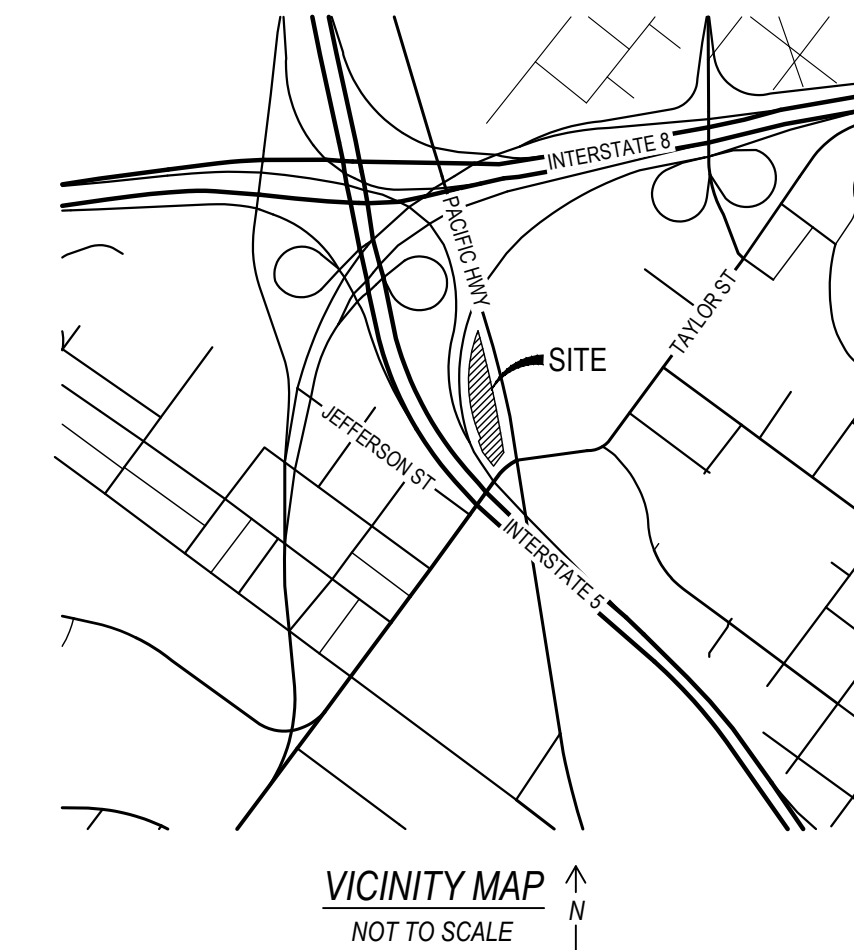 INTERSTATE 8
PACIFIC HWY
TAYLOR ST
SITE
JEFFERSON ST
INTERSTATE 5
VICINITY MAP
NOT TO SCALE
N